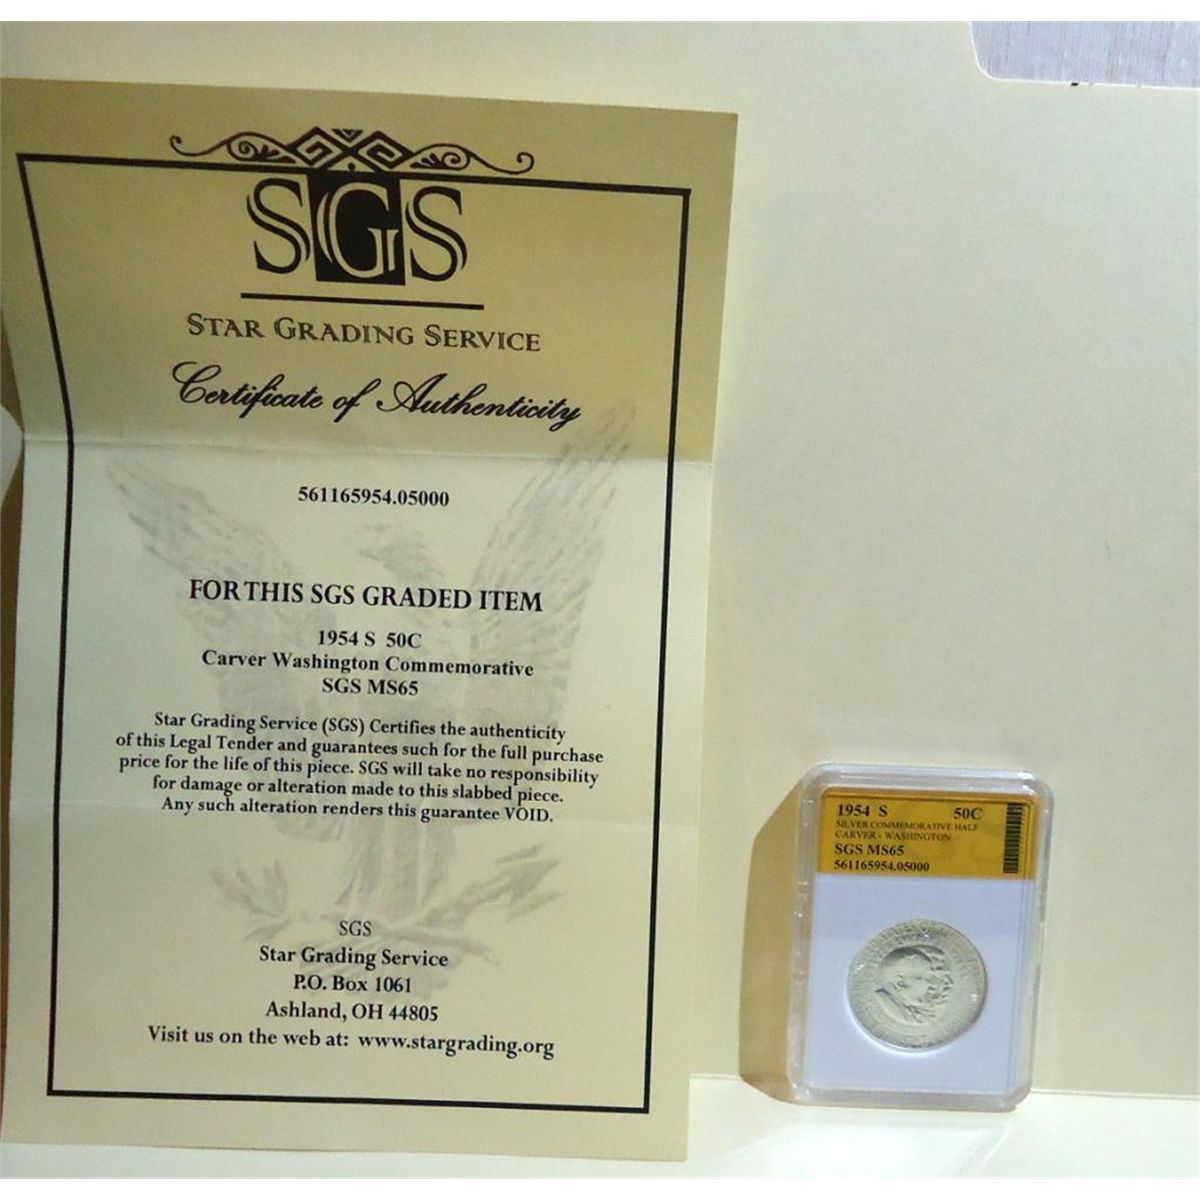 SGS
STAR GRADING SERVICE
Certificate of Authenticity
561165954.05000
FOR THIS SGS GRADED ITEM
1954 S 50C
Carver Washington Commemorative
SGS MS65
Star Grading Service (SGS) Certifies the authenticity
of this Legal Tender and guarantees such for the full purchase
price for the life of this piece. SGS will take no responsibility
for damage or alteration made to this slabbed piece.
Any such alteration renders this guarantee VOID.
SGS
Star Grading Service
P.O. Box 1061
Ashland, OH 44805
Visit us on the web at: www.stargrading.org
1954 S 50C
SILVER COMMEMORATIVE HALF
CARVER - WASHINGTON
SGS MS65
561165954.05000